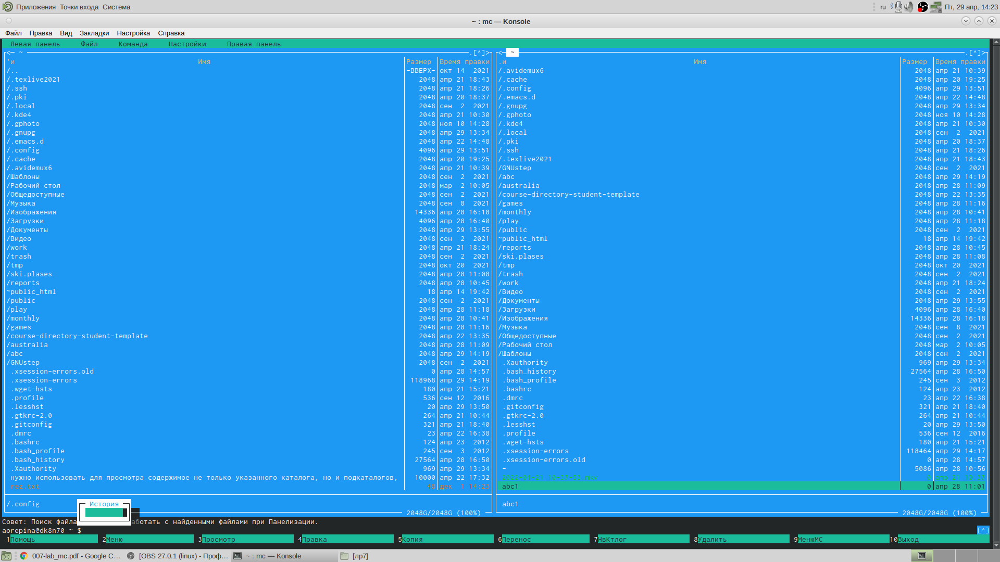 Приложения Точки входа Система
ru Пт, 29 апр, 14:23
~ : mc — Konsole
Файл Правка Вид Закладки Настройка Справка
Левая панель Файл Команда Настройки Правая панель
<─ ~ .[^]>
'и Имя Размер Время правки
/.. -ВВЕРХ- окт 14 2021
/.texlive2021 2048 апр 21 18:43
/.ssh 2048 апр 21 18:26
/.pki 2048 апр 20 18:37
/.local 2048 сен 2 2021
/.kde4 2048 апр 21 10:30
/.gphoto 2048 ноя 10 14:28
/.gnupg 2048 апр 29 13:34
/.emacs.d 2048 апр 22 14:48
/.config 4096 апр 29 13:51
/.cache 2048 апр 20 19:25
/.avidemux6 2048 апр 21 10:39
/Шаблоны 2048 сен 2 2021
/Рабочий стол 2048 мар 2 10:05
/Общедоступные 2048 сен 2 2021
/Музыка 2048 сен 8 2021
/Изображения 14336 апр 28 16:18
/Загрузки 4096 апр 28 16:40
/Документы 2048 апр 29 13:55
/Видео 2048 сен 2 2021
/work 2048 апр 21 18:24
/trash 2048 сен 2 2021
/tmp 2048 окт 20 2021
/ski.plases 2048 апр 28 11:08
/reports 2048 апр 28 10:45
~public_html 18 апр 14 19:42
/public 2048 сен 2 2021
/play 2048 апр 28 11:18
/monthly 2048 апр 28 10:41
/games 2048 апр 28 11:16
/course-directory-student-template 2048 апр 22 13:35
/australia 2048 апр 28 11:09
/abc 2048 апр 29 14:19
/GNUstep 2048 сен 2 2021
.xsession-errors.old 0 апр 28 14:57
.xsession-errors 118968 апр 29 14:19
.wget-hsts 180 апр 21 15:21
.profile 536 сен 12 2016
.lesshst 20 апр 29 13:50
.gtkrc-2.0 264 апр 21 10:44
.gitconfig 321 апр 21 18:40
.dmrc 23 апр 22 16:38
.bashrc 124 апр 23 2012
.bash_profile 245 сен 3 2012
.bash_history 27564 апр 28 16:50
.Xauthority 969 апр 29 13:34
нужно использовать для просмотра содержимое не только указанного каталога, но и подкаталогов, 10000 апр 22 17:32
rez.txt 48 дек 1 14:23
/.config
2048G/2048G (100%)
<─ ~ .[^]>
.и Имя Размер Время правки
/.avidemux6 2048 апр 21 10:39
/.cache 2048 апр 20 19:25
/.config 4096 апр 29 13:51
/.emacs.d 2048 апр 22 14:48
/.gnupg 2048 апр 29 13:34
/.gphoto 2048 ноя 10 14:28
/.kde4 2048 апр 21 10:30
/.local 2048 сен 2 2021
/.pki 2048 апр 20 18:37
/.ssh 2048 апр 21 18:26
/.texlive2021 2048 апр 21 18:43
/GNUstep 2048 сен 2 2021
/abc 2048 апр 29 14:19
/australia 2048 апр 28 11:09
/course-directory-student-template 2048 апр 22 13:35
/games 2048 апр 28 11:16
/monthly 2048 апр 28 10:41
/play 2048 апр 28 11:18
/public 2048 сен 2 2021
~public_html 18 апр 14 19:42
/reports 2048 апр 28 10:45
/ski.plases 2048 апр 28 11:08
/tmp 2048 окт 20 2021
/trash 2048 сен 2 2021
/work 2048 апр 21 18:24
/Видео 2048 сен 2 2021
/Документы 2048 апр 29 13:55
/Загрузки 4096 апр 28 16:40
/Изображения 14336 апр 28 16:18
/Музыка 2048 сен 8 2021
/Общедоступные 2048 сен 2 2021
/Рабочий стол 2048 мар 2 10:05
/Шаблоны 2048 сен 2 2021
.Xauthority 969 апр 29 13:34
.bash_history 27564 апр 28 16:50
.bash_profile 245 сен 3 2012
.bashrc 124 апр 23 2012
.dmrc 23 апр 22 16:38
.gitconfig 321 апр 21 18:40
.gtkrc-2.0 264 апр 21 10:44
.lesshst 20 апр 29 13:50
.profile 536 сен 12 2016
.wget-hsts 180 апр 21 15:21
.xsession-errors 118464 апр 29 14:17
.xsession-errors.old 0 апр 28 14:57
- 5086 апр 28 10:56
abc1 0 апр 28 11:01
abc1
2048G/2048G (100%)
История
Совет: Поиск файла аботать с найденными файлами при Панелизации.
aorepina@dk8n70 ~ $
[^]
1Помощь 2Меню 3Просмотр 4Правка 5Копия 6Перенос 7НвКтлог 8Удалить 9МенюМС 10Выход
007-lab_mc.pdf - Google C… [OBS 27.0.1 (linux) - Проф… ~ : mc — Konsole [лр7]